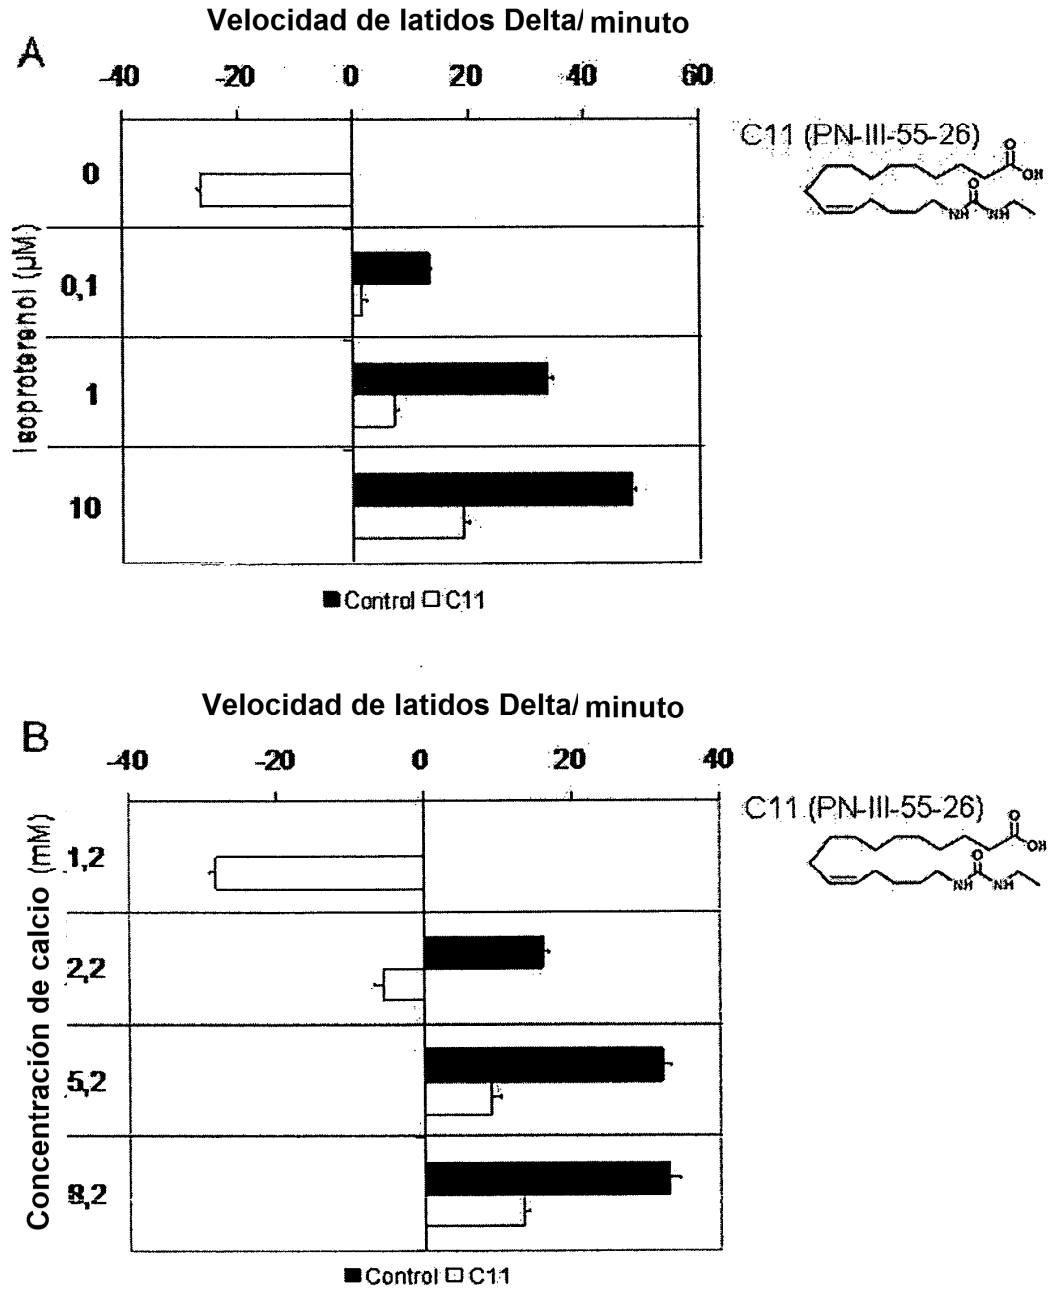 Velocidad de latidos Delta/ minuto
A
-40 -20 0 20 40 60
C11 (PN-III-55-26)
O
OH
O
NH NH
Isoproterenol (µM)
0
0,1
1
10
Control C11
Velocidad de latidos Delta/ minuto
B
-40 -20 0 20 40
C11 (PN-III-55-26)
O
OH
O
NH NH
Concentración de calcio (mM)
1,2
2,2
5,2
8,2
Control C11